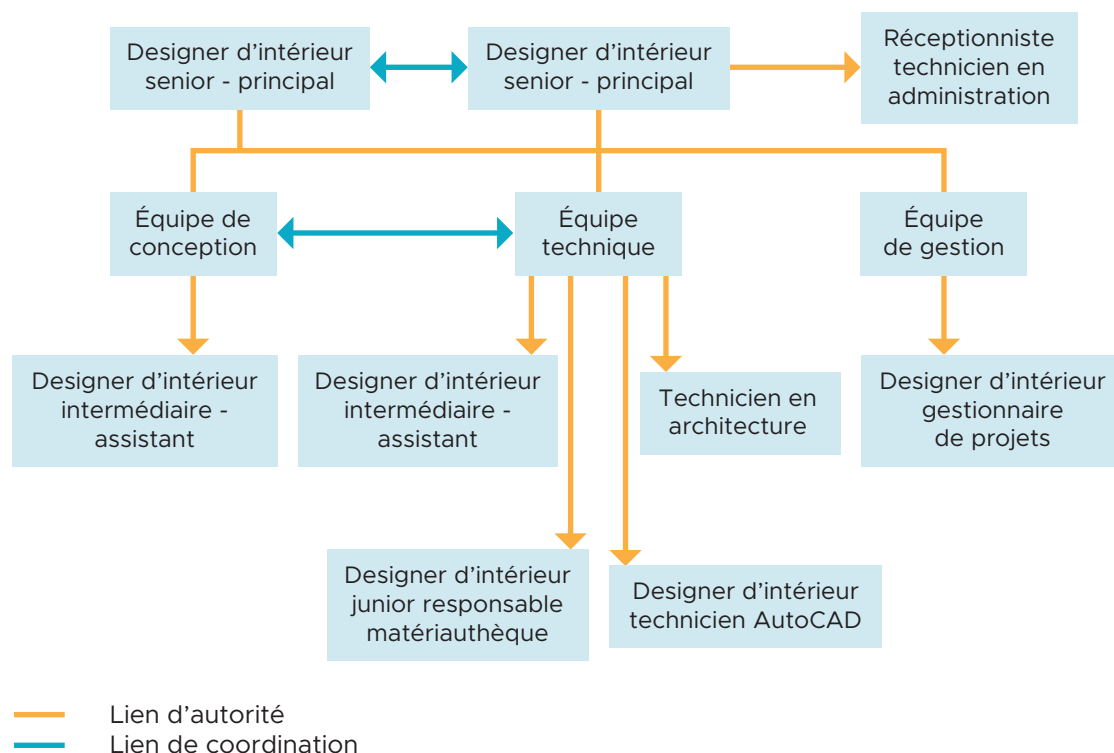 Designer d’intérieur
senior - principal
Designer d’intérieur
senior - principal
Réceptionniste
technicien en
administration
Équipe de
conception
Équipe
technique
Équipe
de gestion
Designer d’intérieur
intermédiaire -
assistant
Designer d’intérieur
intermédiaire -
assistant
Technicien en
architecture
Designer d’intérieur
gestionnaire
de projets
Designer d’intérieur
junior responsable
matériauthèque
Designer d’intérieur
technicien AutoCAD
Lien d’autorité
Lien de coordination